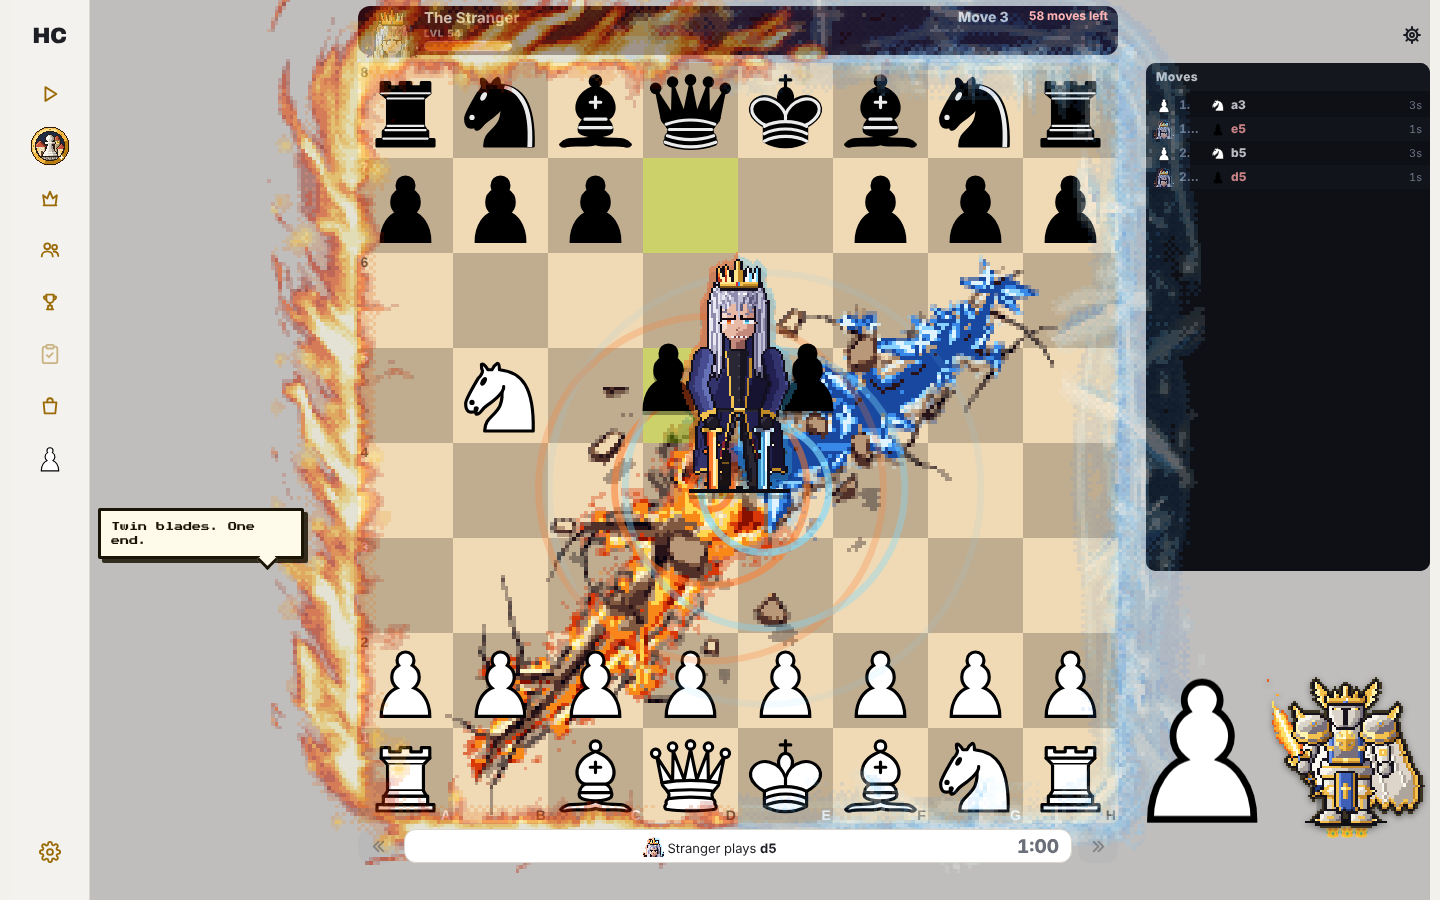 HC
The Stranger
LVL 54
Move 3
58 moves left
Moves
1. a3 3s
1... e5 1s
2. b5 3s
2... d5 1s
8
6
4
2
Twin blades. One
end.
A B C D E F G H
« Stranger plays d5 1:00 »